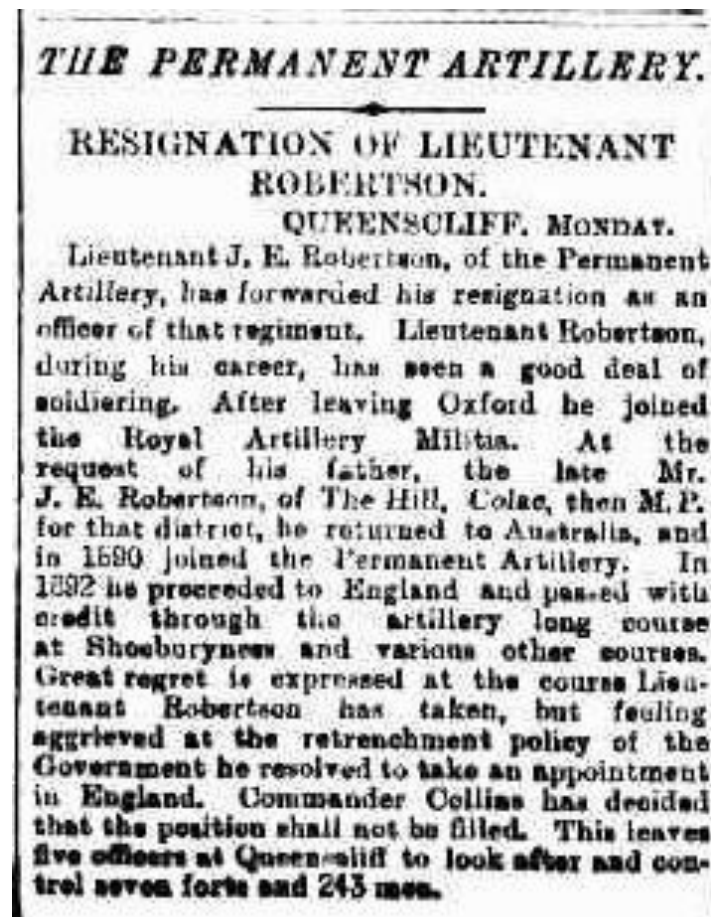 THE PERMANENT ARTILLERY.
RESIGNATION OF LIEUTENANT
ROBERTSON.
QUEENSCLIFF, MONDAY.
Lieutenant J. E. Robertson, of the Permanent
Artillery, has forwarded his resignation as an
officer of that regiment. Lieutenant Robertson,
during his career, has seen a good deal of
soldiering. After leaving Oxford he joined
the Royal Artillery Militia. At the
request of his father, the late Mr.
J. E. Robertson, of The Hill, Colac, then M.P.
for that district, he returned to Australia, and
in 1890 joined the Permanent Artillery. In
1892 he proceeded to England and passed with
credit through the artillery long course
at Shoeburyness and various other courses.
Great regret is expressed at the course Lieu-
tenant Robertson has taken, but feeling
aggrieved at the retrenchment policy of the
Government he resolved to take an appointment
in England. Commander Collins has decided
that the position shall not be filled. This leaves
five officers at Queenscliff to look after and con-
trol seven forts and 243 men.